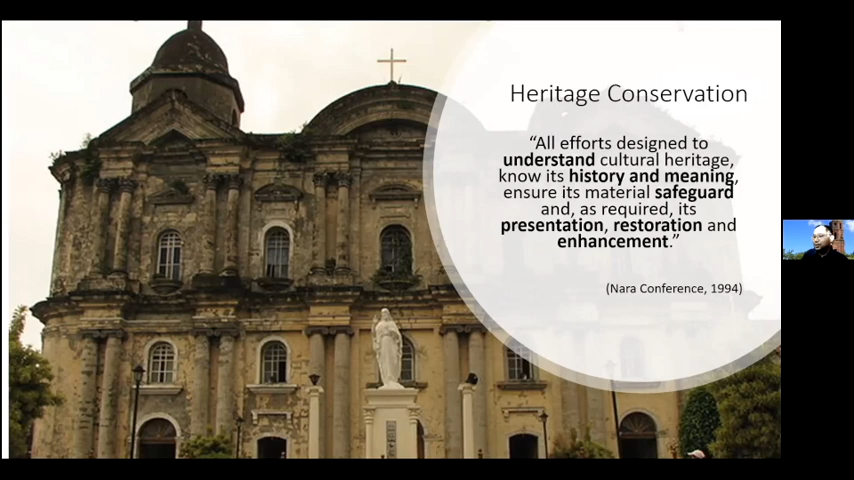 Heritage Conservation
“All efforts designed to
understand cultural heritage,
know its history and meaning,
ensure its material safeguard
and, as required, its
presentation, restoration and
enhancement.”
(Nara Conference, 1994)